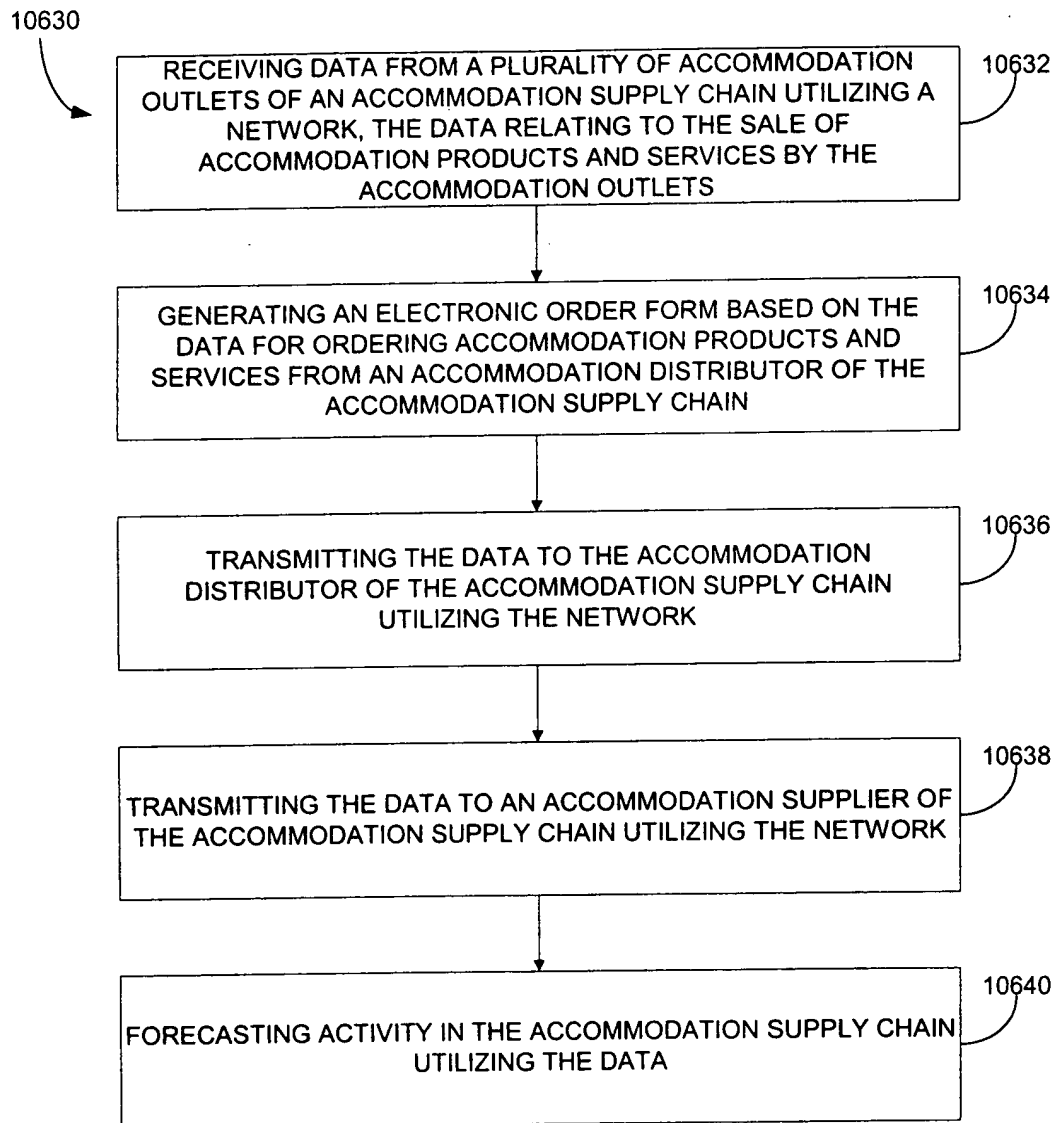 10630
RECEIVING DATA FROM A PLURALITY OF ACCOMMODATION
OUTLETS OF AN ACCOMMODATION SUPPLY CHAIN UTILIZING A
NETWORK, THE DATA RELATING TO THE SALE OF
ACCOMMODATION PRODUCTS AND SERVICES BY THE
ACCOMMODATION OUTLETS
10632
GENERATING AN ELECTRONIC ORDER FORM BASED ON THE
DATA FOR ORDERING ACCOMMODATION PRODUCTS AND
SERVICES FROM AN ACCOMMODATION DISTRIBUTOR OF THE
ACCOMMODATION SUPPLY CHAIN
10634
TRANSMITTING THE DATA TO THE ACCOMMODATION
DISTRIBUTOR OF THE ACCOMMODATION SUPPLY CHAIN
UTILIZING THE NETWORK
10636
TRANSMITTING THE DATA TO AN ACCOMMODATION SUPPLIER OF
THE ACCOMMODATION SUPPLY CHAIN UTILIZING THE NETWORK
10638
FORECASTING ACTIVITY IN THE ACCOMMODATION SUPPLY CHAIN
UTILIZING THE DATA
10640